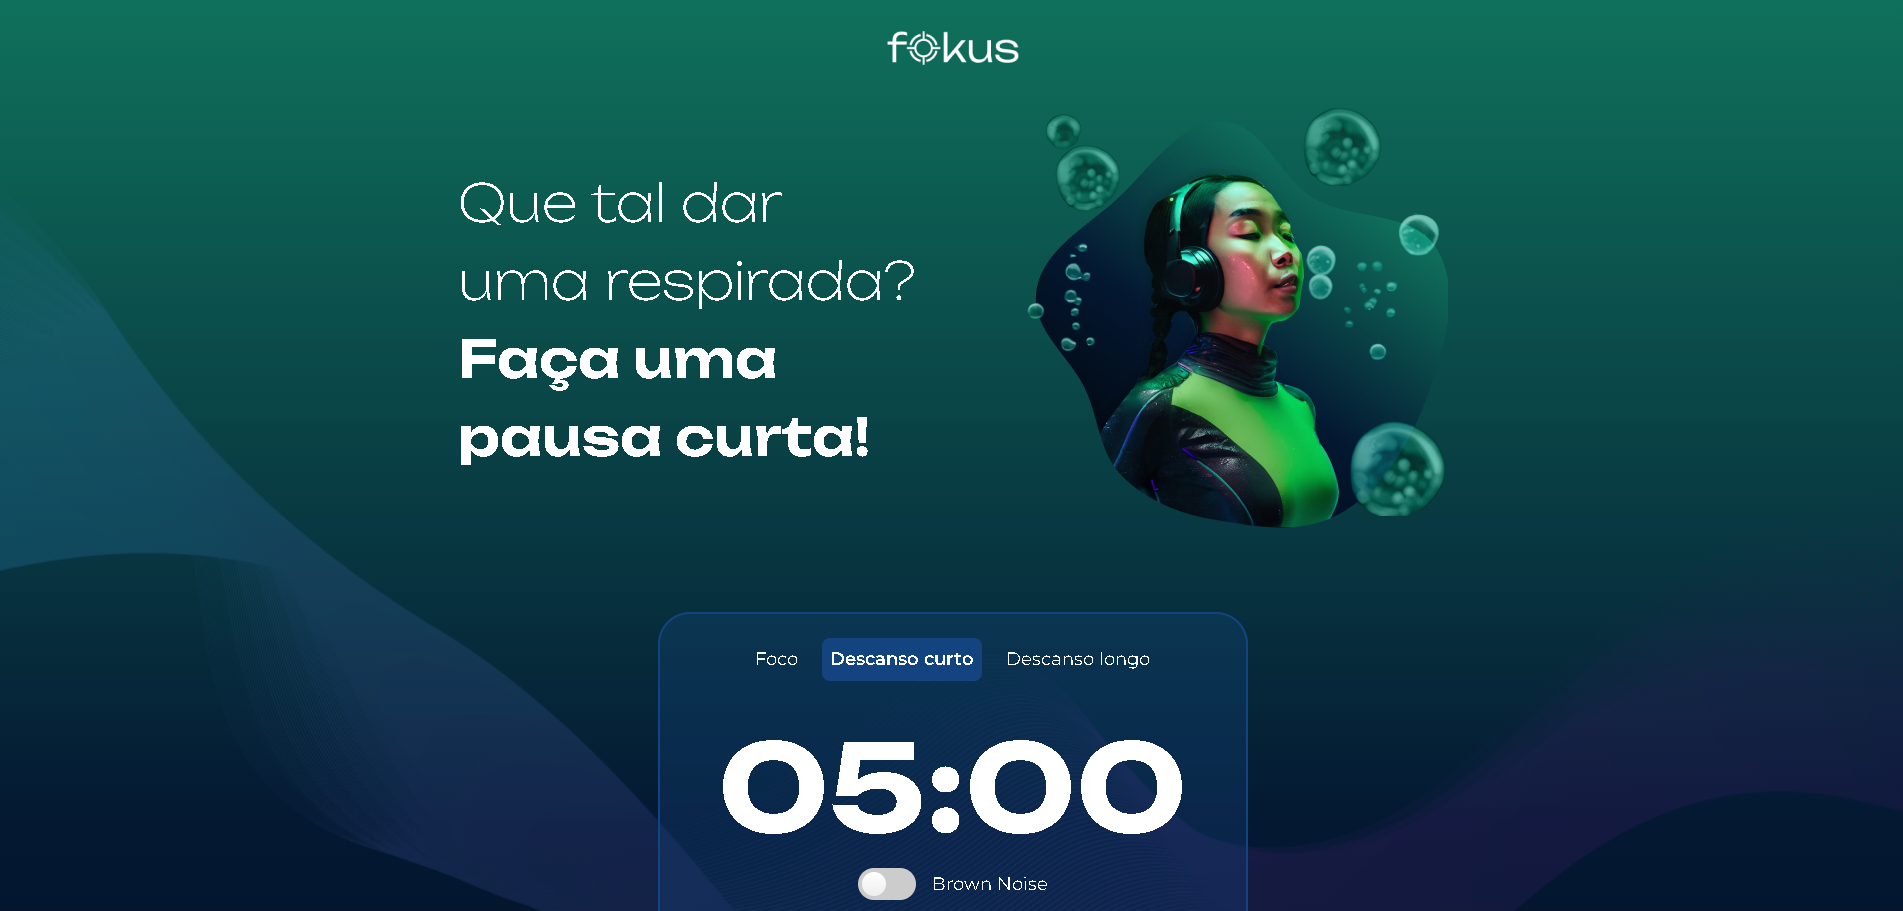 fokus
Que tal dar
uma respirada?
Faça uma
pausa curta!
Foco Descanso curto Descanso longo
05:00
Brown Noise